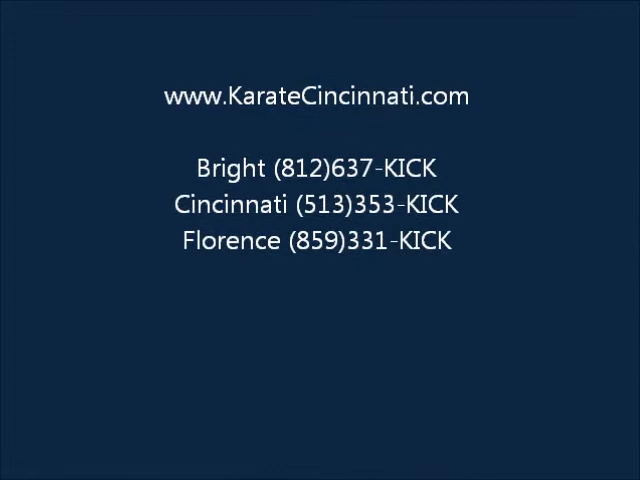 www.KarateCincinnati.com
Bright (812)637-KICK
Cincinnati (513)353-KICK
Florence (859)331-KICK